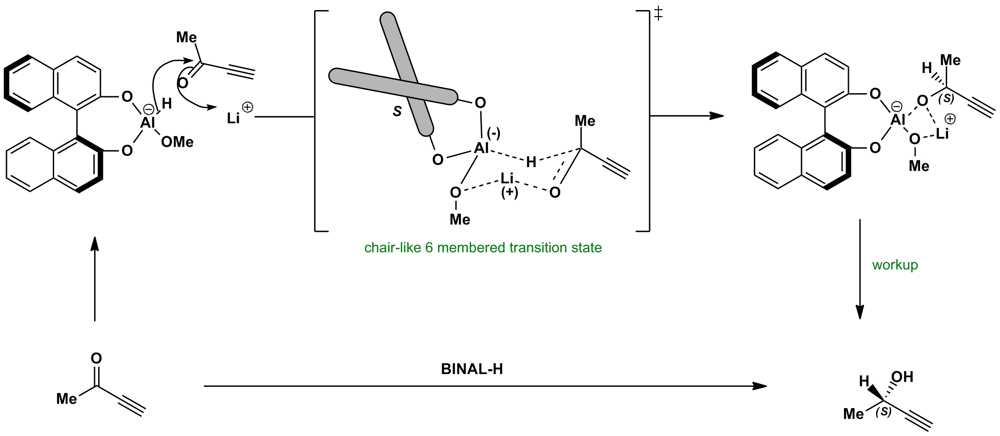 Me
O
O
H
⊖
Al
OMe
O
Li ⊕
‡
S
O
(-)
Al
O
H
Me
Li
(+)
O
O
Me
chair-like 6 membered transition state
O
⊖
Al
O
H
Me
O
(S)
⊕
Li
O
Me
workup
O
Me
BINAL-H
H
OH
Me
(S)